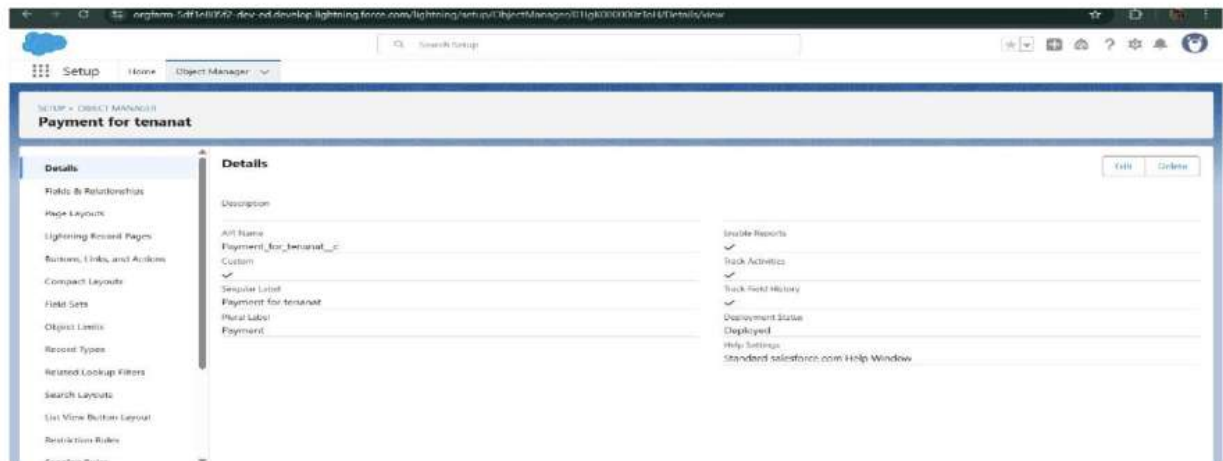 Search Setup
Setup Home Object Manager
SETUP > OBJECT MANAGER
Payment for tenanat
Details
Fields & Relationships
Page Layouts
Lightning Record Pages
Buttons, Links, and Actions
Compact Layouts
Field Sets
Object Limits
Record Types
Related Lookup Filters
Search Layouts
List View Button Layout
Restriction Rules
Details
Edit Delete
Description
API Name
Payment_for_tenanat__c
Custom
Singular Label
Payment for tenanat
Plural Label
Payment
Enable Reports
Track Activities
Track Field History
Deployment Status
Deployed
Help Settings
Standard salesforce.com Help Window